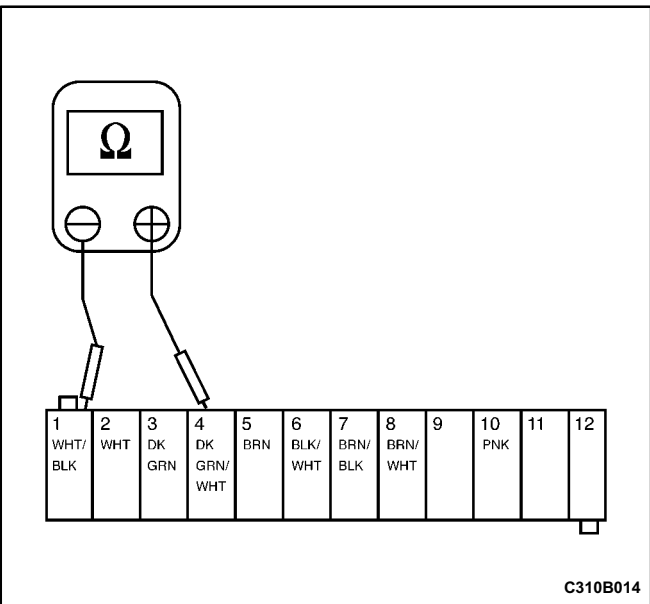 Ω
1 2 3 4 5 6 7 8 9 10 11 12
WHT/ WHT DK DK BRN BLK/ BRN/ BRN/ PNK
BLK GRN GRN/ WHT BLK WHT
WHT
C310B014